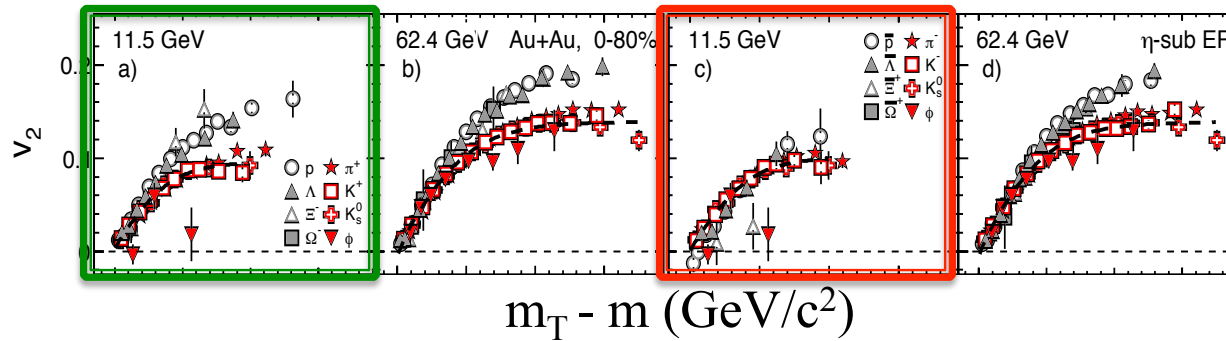 11.5 GeV
a)
62.4 GeV Au+Au, 0-80%
b)
11.5 GeV
c)
62.4 GeV η-sub EP
d)
0.2
0.1
0
v₂
p π⁺
Λ K⁺
Ξ⁻ K⁰ₛ
Ω⁻ ϕ
p̅ π⁻
Λ̅ K⁻
Ξ̅⁺ K⁰ₛ
Ω̅⁺ ϕ
m_T - m (GeV/c²)